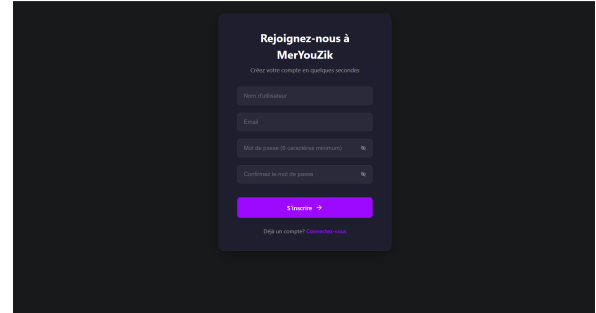 Rejoignez-nous à
MerYouZik
Créez votre compte en quelques secondes
Nom d'utilisateur
Email
Mot de passe (6 caractères minimum)
Confirmez le mot de passe
S'inscrire →
Déjà un compte? Connectez-vous